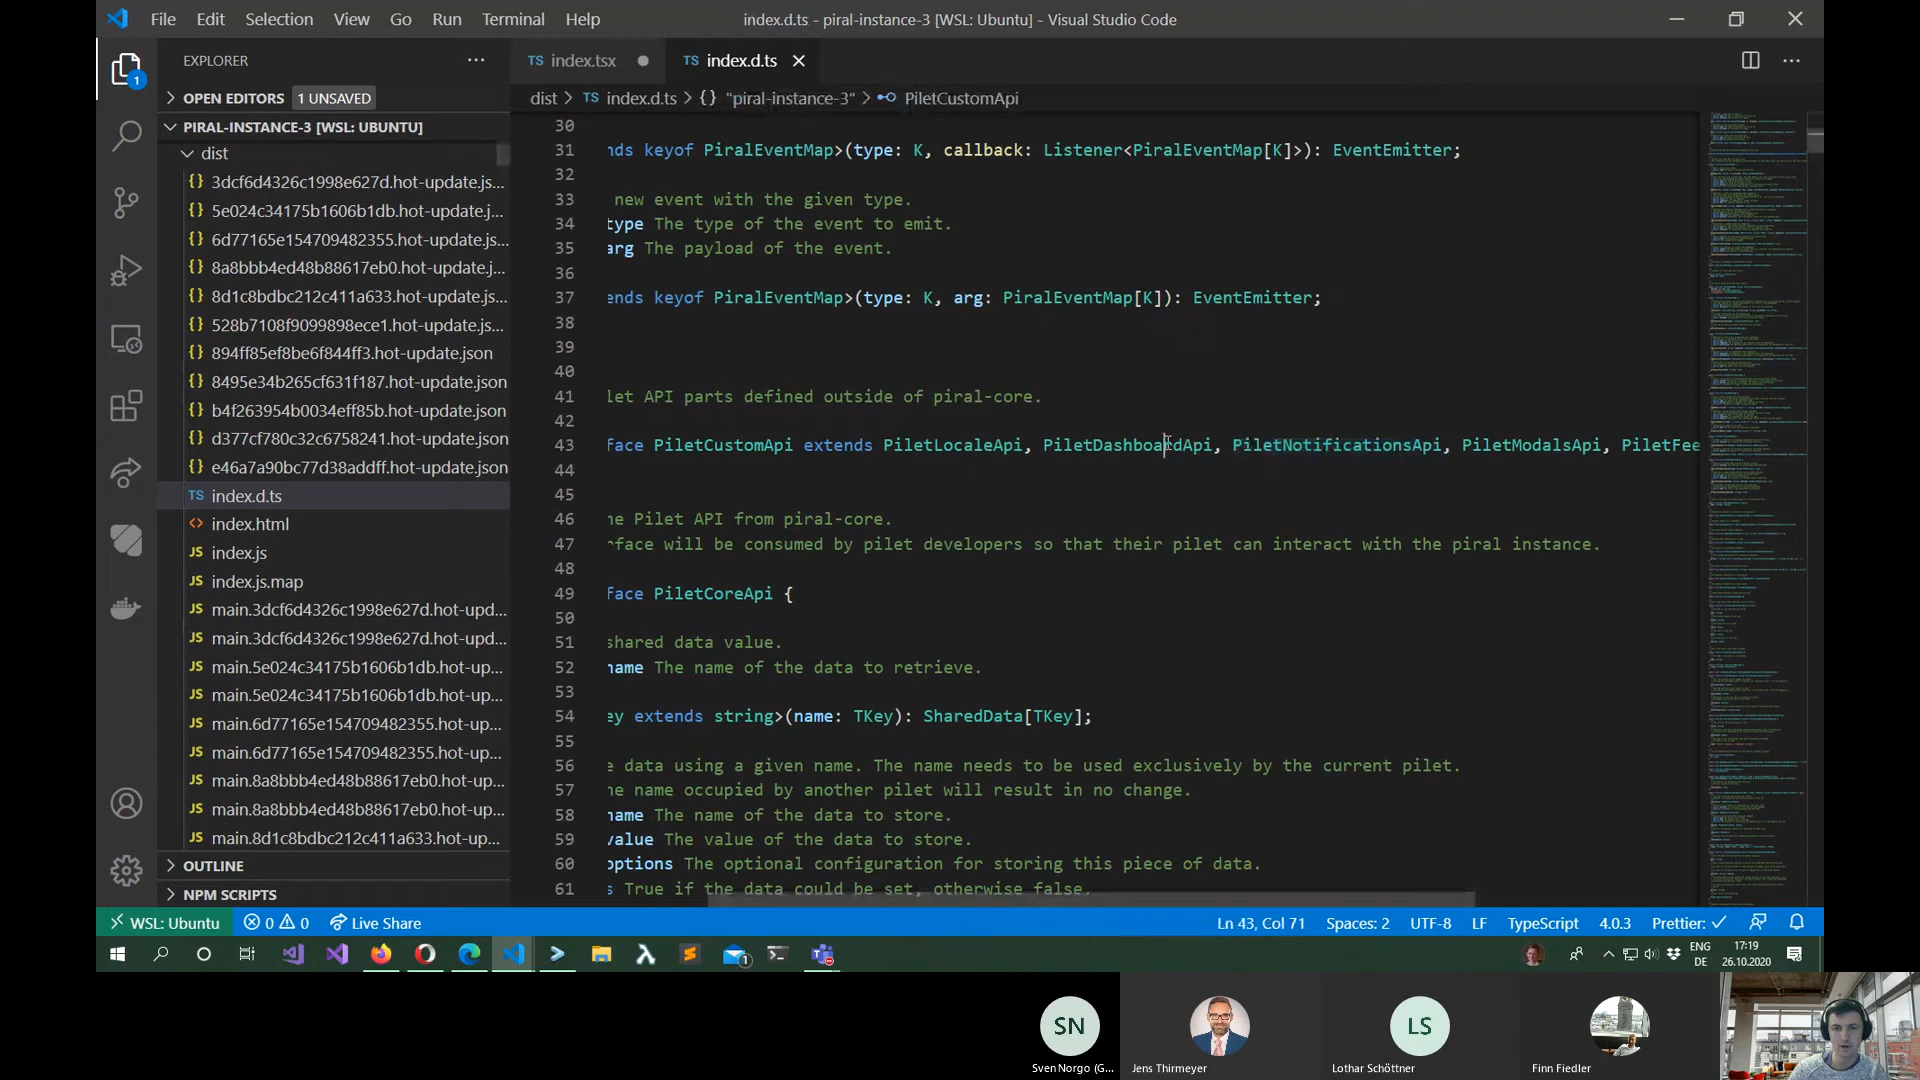 File Edit Selection View Go Run Terminal Help
index.d.ts - piral-instance-3 [WSL: Ubuntu] - Visual Studio Code
EXPLORER
TS index.tsx
TS index.d.ts
OPEN EDITORS 1 UNSAVED
dist > TS index.d.ts > {} "piral-instance-3" > PiletCustomApi
PIRAL-INSTANCE-3 [WSL: UBUNTU]
dist
{} 3dcf6d4326c1998e627d.hot-update.js...
{} 5e024c34175b1606b1db.hot-update.j...
{} 6d77165e154709482355.hot-update.js...
{} 8a8bbb4ed48b88617eb0.hot-update.j...
{} 8d1c8bdbc212c411a633.hot-update.js...
{} 528b7108f9099898ece1.hot-update.js...
{} 894ff85ef8be6f844ff3.hot-update.json
{} 8495e34b265cf631f187.hot-update.json
{} b4f263954b0034eff85b.hot-update.json
{} d377cf780c32c6758241.hot-update.json
{} e46a7a90bc77d38addff.hot-update.json
TS index.d.ts
<> index.html
JS index.js
JS index.js.map
JS main.3dcf6d4326c1998e627d.hot-upd...
JS main.3dcf6d4326c1998e627d.hot-upd...
JS main.5e024c34175b1606b1db.hot-up...
JS main.5e024c34175b1606b1db.hot-up...
JS main.6d77165e154709482355.hot-up...
JS main.6d77165e154709482355.hot-up...
JS main.8a8bbb4ed48b88617eb0.hot-up...
JS main.8a8bbb4ed48b88617eb0.hot-up...
JS main.8d1c8bdbc212c411a633.hot-up...
OUTLINE
NPM SCRIPTS
1
30
31 nds keyof PiralEventMap>(type: K, callback: Listener<PiralEventMap[K]>): EventEmitter;
32
33 new event with the given type.
34 type The type of the event to emit.
35 arg The payload of the event.
36
37 ends keyof PiralEventMap>(type: K, arg: PiralEventMap[K]): EventEmitter;
38
39
40
41 let API parts defined outside of piral-core.
42
43 face PiletCustomApi extends PiletLocaleApi, PiletDashboardApi, PiletNotificationsApi, PiletModalsApi, PiletFee
44
45
46 he Pilet API from piral-core.
47 rface will be consumed by pilet developers so that their pilet can interact with the piral instance.
48
49 face PiletCoreApi {
50
51 shared data value.
52 name The name of the data to retrieve.
53
54 ey extends string>(name: TKey): SharedData[TKey];
55
56 e data using a given name. The name needs to be used exclusively by the current pilet.
57 he name occupied by another pilet will result in no change.
58 name The name of the data to store.
59 value The value of the data to store.
60 options The optional configuration for storing this piece of data.
61 s True if the data could be set, otherwise false.
WSL: Ubuntu 0 0 Live Share
Ln 43, Col 71 Spaces: 2 UTF-8 LF TypeScript 4.0.3 Prettier: ✓
1
ENG
DE
17:19
26.10.2020
SN
LS
Sven Norgo (G...
Jens Thirmeyer
Lothar Schöttner
Finn Fiedler